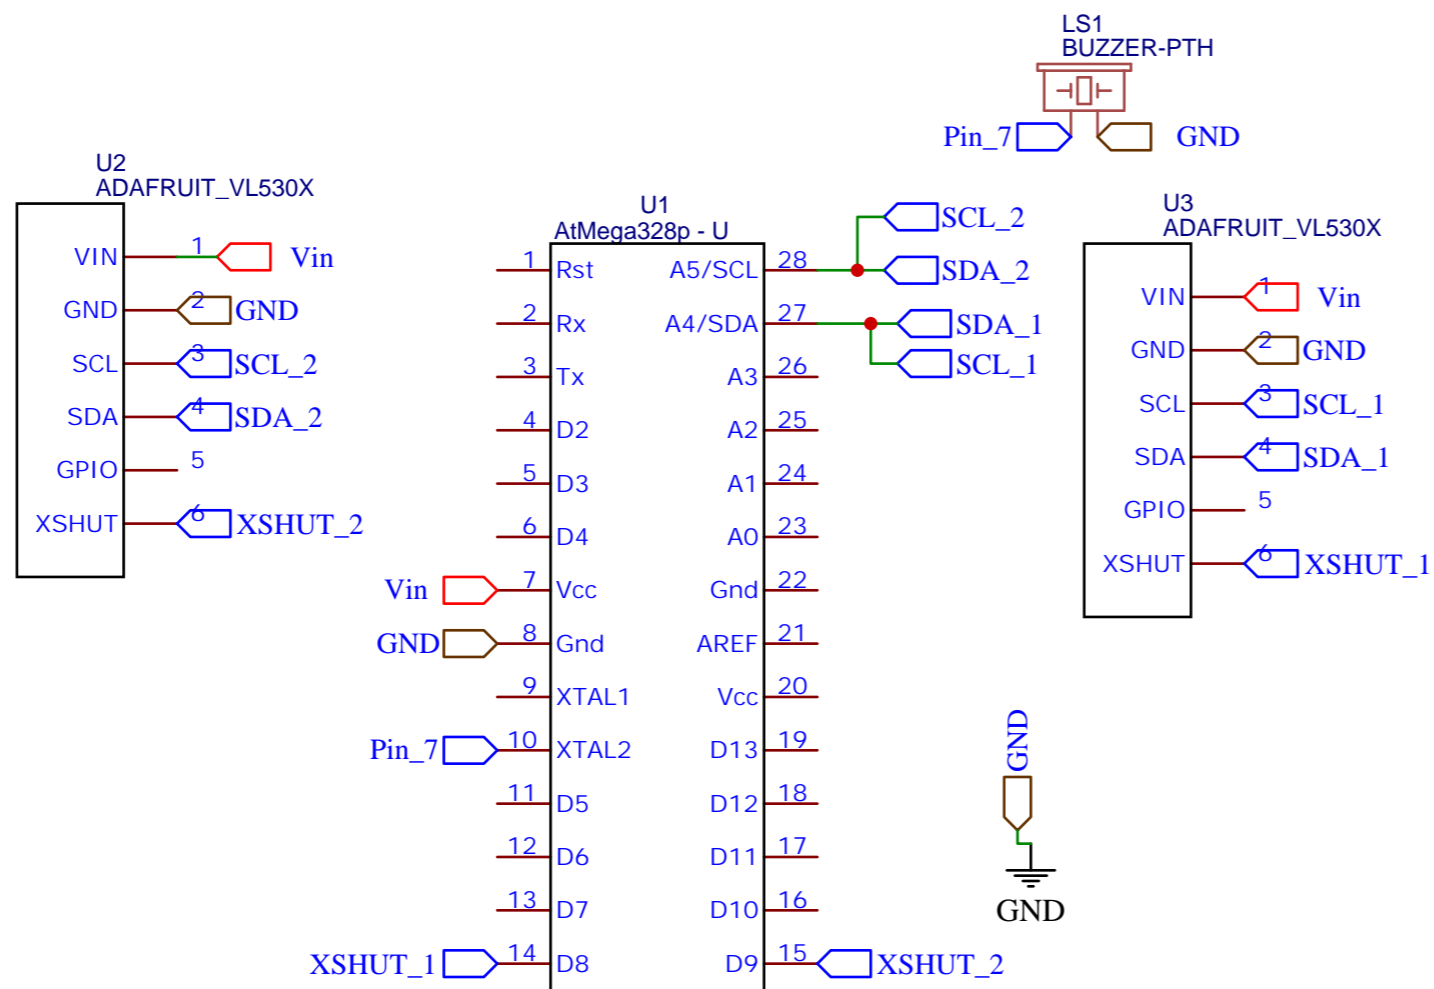 LS1
BUZZER-PTH
Pin_7
GND
U2
ADAFRUIT_VL530X
VIN 1 Vin
GND 2 GND
SCL 3 SCL_2
SDA 4 SDA_2
GPIO 5
XSHUT 6 XSHUT_2
U1
AtMega328p - U
1 Rst A5/SCL 28 SCL_2
SDA_2
2 Rx A4/SDA 27 SDA_1
SCL_1
3 Tx A3 26
4 D2 A2 25
5 D3 A1 24
6 D4 A0 23
Vin 7 Vcc Gnd 22
GND 8 Gnd AREF 21
9 XTAL1 Vcc 20
Pin_7 10 XTAL2 D13 19
11 D5 D12 18
12 D6 D11 17
13 D7 D10 16
XSHUT_1 14 D8 D9 15 XSHUT_2
U3
ADAFRUIT_VL530X
VIN 1 Vin
GND 2 GND
SCL 3 SCL_1
SDA 4 SDA_1
GPIO 5
XSHUT 6 XSHUT_1
GND
GND